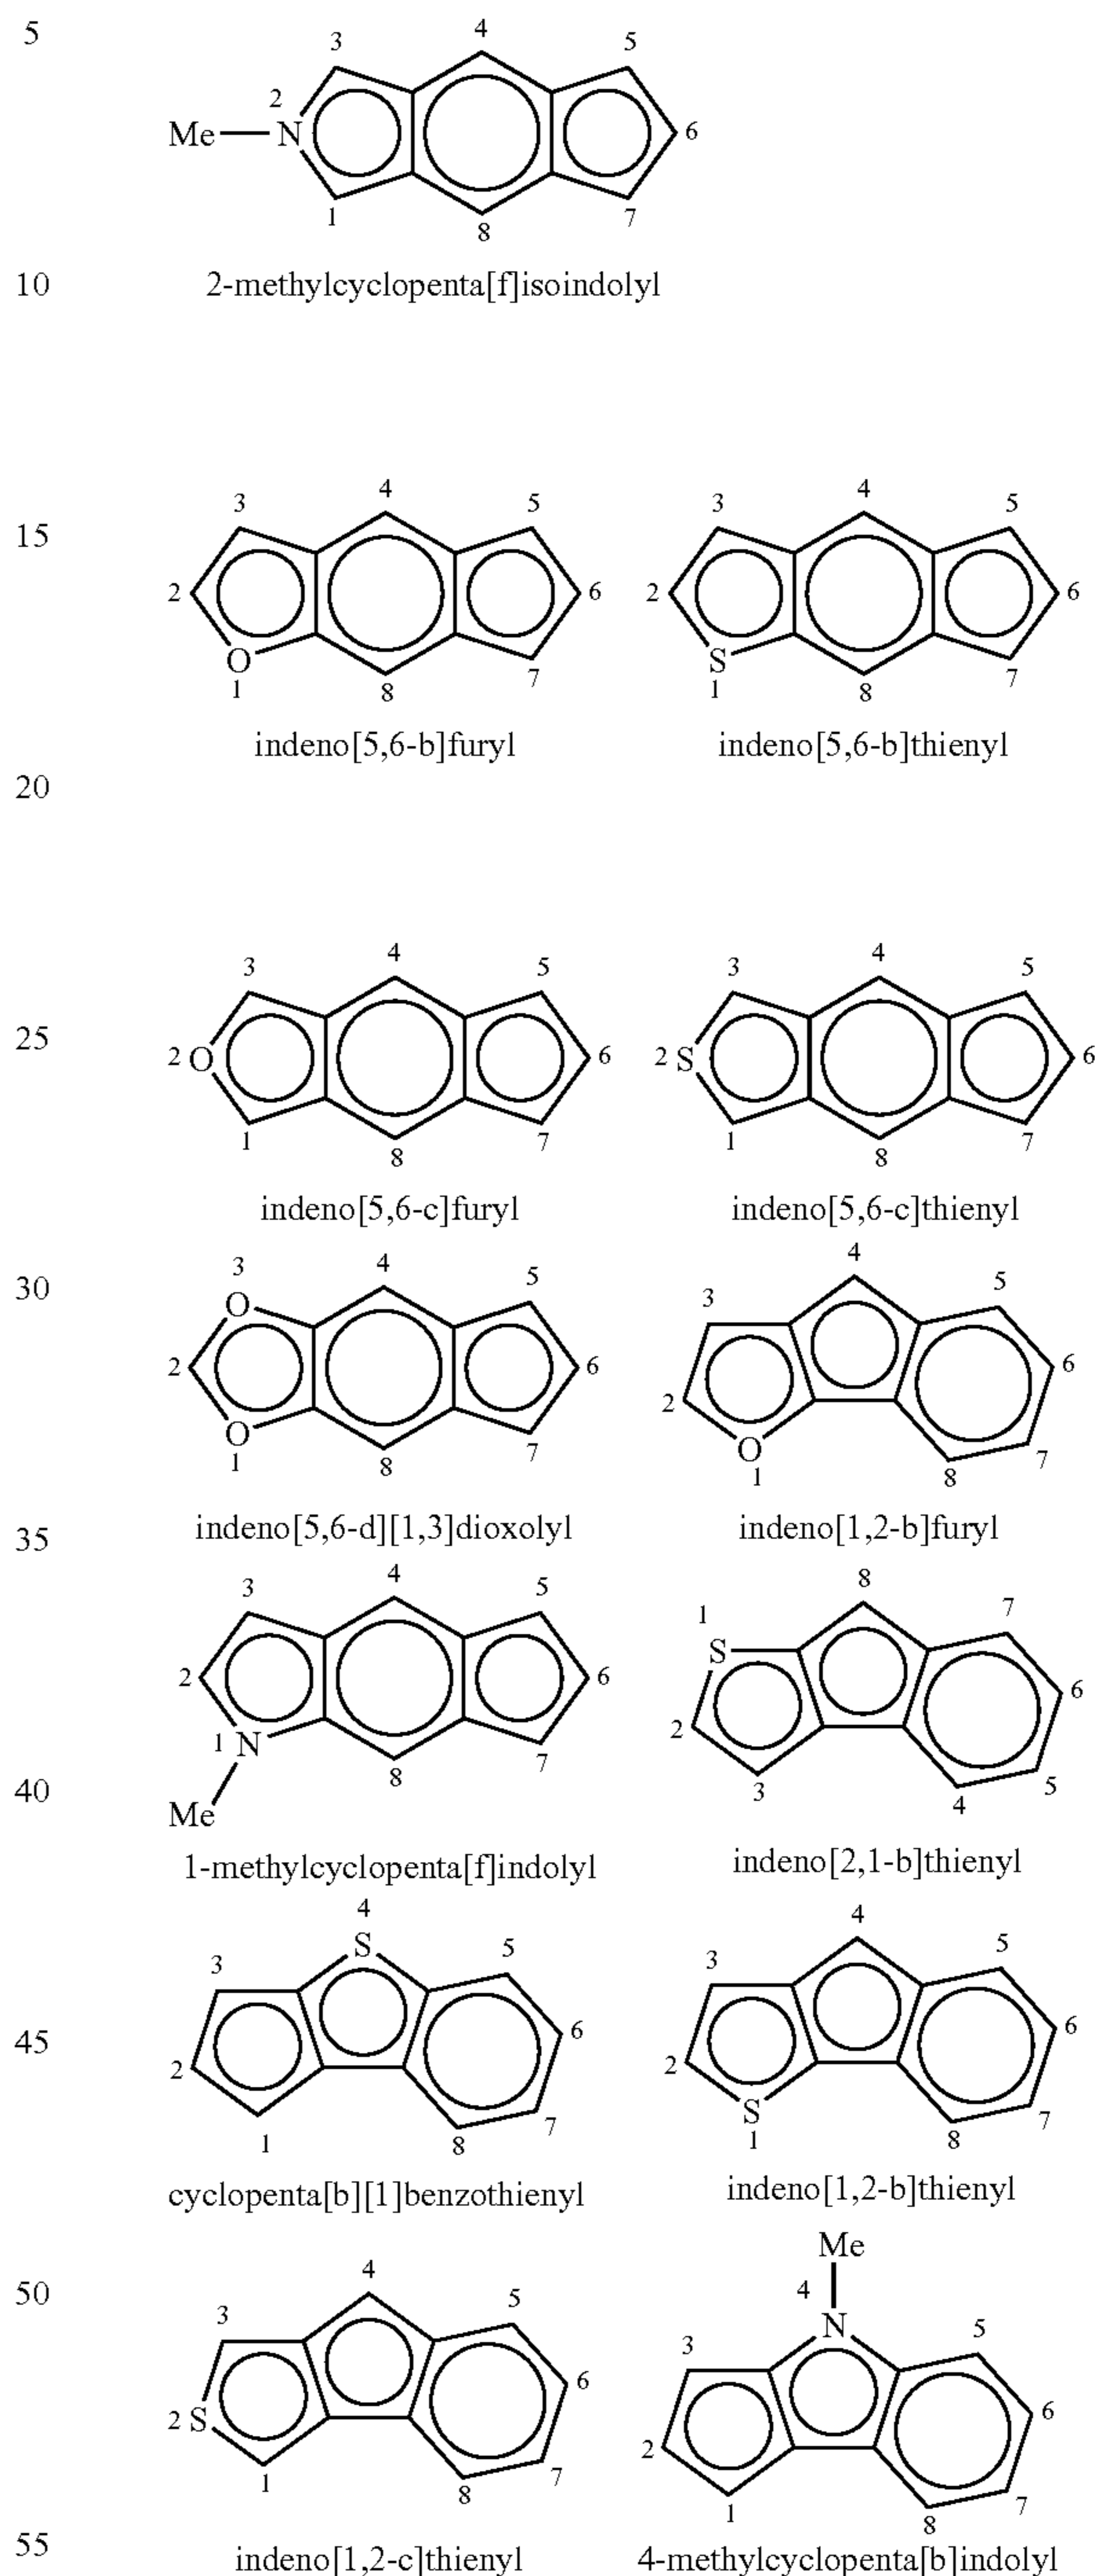 5
3 4 5
2
Me N 6
1 8 7
10 2-methylcyclopenta[f]isoindolyl
15 3 4 5 3 4 5
2 6 2 6
O 7 S 7
1 8 1 8
indeno[5,6-b]furyl indeno[5,6-b]thienyl
20
25 3 4 5 3 4 5
2 O 6 2 S 6
1 8 7 1 8 7
indeno[5,6-c]furyl indeno[5,6-c]thienyl
30 3 4 5 4
O 3 5
2 6 2 6
O 7 O 7
1 8 1 8
35 indeno[5,6-d][1,3]dioxolyl indeno[1,2-b]furyl
3 4 5 1 8 7
2 6 S 6
1 N 8 7 2 3 4 5
40 Me
1-methylcyclopenta[f]indolyl indeno[2,1-b]thienyl
4 4
3 S 5 3 5
45 2 6 2 6
1 8 7 S 7
1 8
cyclopenta[b][1]benzothienyl indeno[1,2-b]thienyl
Me
50 4 4
3 5 3 N 5
2 S 6 2 6
1 8 7 1 8 7
55 indeno[1,2-c]thienyl 4-methylcyclopenta[b]indolyl